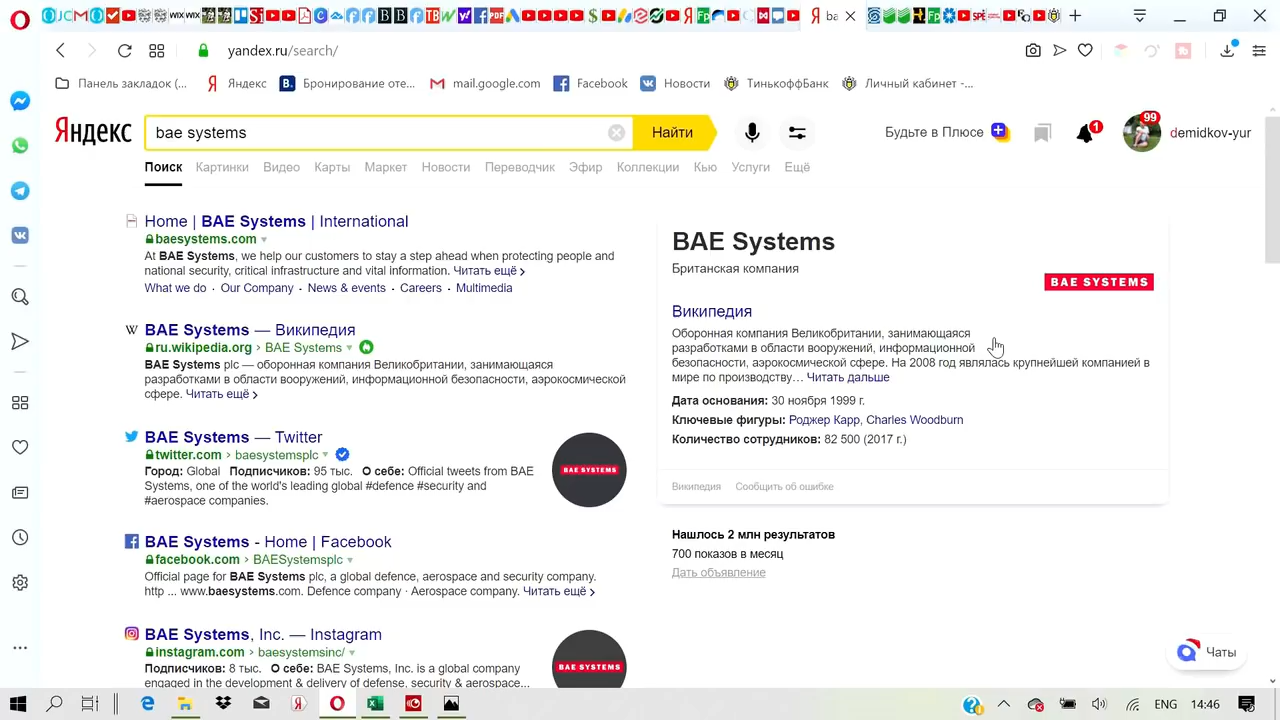 yandex.ru/search/
Панель закладок (...
Яндекс
Бронирование оте...
mail.google.com
Facebook
Новости
ТинькоффБанк
Личный кабинет -...
Яндекс
bae systems
Найти
Будьте в Плюсе
1
99
demidkov-yur
Поиск Картинки Видео Карты Маркет Новости Переводчик Эфир Коллекции Кью Услуги Ещё
Home | BAE Systems | International
baesystems.com
At BAE Systems, we help our customers to stay a step ahead when protecting people and
national security, critical infrastructure and vital information. Читать ещё >
What we do · Our Company · News & events · Careers · Multimedia
BAE Systems — Википедия
ru.wikipedia.org › BAE Systems
BAE Systems plc — оборонная компания Великобритании, занимающаяся
разработками в области вооружений, информационной безопасности, аэрокосмической
сфере. Читать ещё >
BAE Systems — Twitter
twitter.com › baesystemsplc
Город: Global Подписчиков: 95 тыс. О себе: Official tweets from BAE
Systems, one of the world's leading global #defence #security and
#aerospace companies.
BAE SYSTEMS
BAE Systems - Home | Facebook
facebook.com › BAESystemsplc
Official page for BAE Systems plc, a global defence, aerospace and security company.
http ... www.baesystems.com. Defence company · Aerospace company. Читать ещё >
BAE Systems, Inc. — Instagram
instagram.com › baesystemsinc/
Подписчиков: 8 тыс. О себе: BAE Systems, Inc. is a global company
engaged in the development & delivery of defense, security & aerospace...
BAE SYSTEMS
BAE Systems
Британская компания
BAE SYSTEMS
Википедия
Оборонная компания Великобритании, занимающаяся
разработками в области вооружений, информационной
безопасности, аэрокосмической сфере. На 2008 год являлась крупнейшей компанией в
мире по производству… Читать дальше
Дата основания: 30 ноября 1999 г.
Ключевые фигуры: Роджер Карр, Charles Woodburn
Количество сотрудников: 82 500 (2017 г.)
Википедия Сообщить об ошибке
Нашлось 2 млн результатов
700 показов в месяц
Дать объявление
Чаты
ENG 14:46